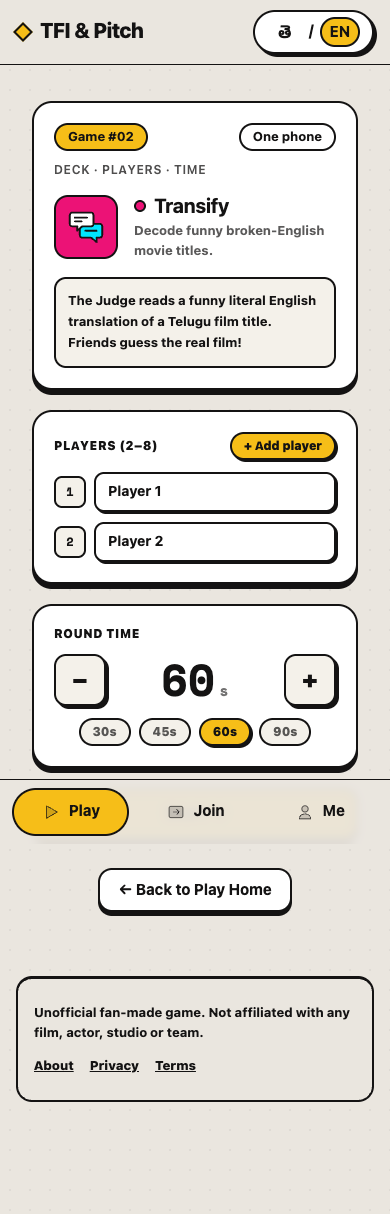 TFI & Pitch
తె / EN
Game #02
One phone
DECK · PLAYERS · TIME
Transify
Decode funny broken-English
movie titles.
The Judge reads a funny literal English
translation of a Telugu film title.
Friends guess the real film!
PLAYERS (2–8)
+ Add player
1
Player 1
2
Player 2
ROUND TIME
− 60 s +
30s 45s 60s 90s
Play
Join
Me
← Back to Play Home
Unofficial fan-made game. Not affiliated with any
film, actor, studio or team.
About Privacy Terms